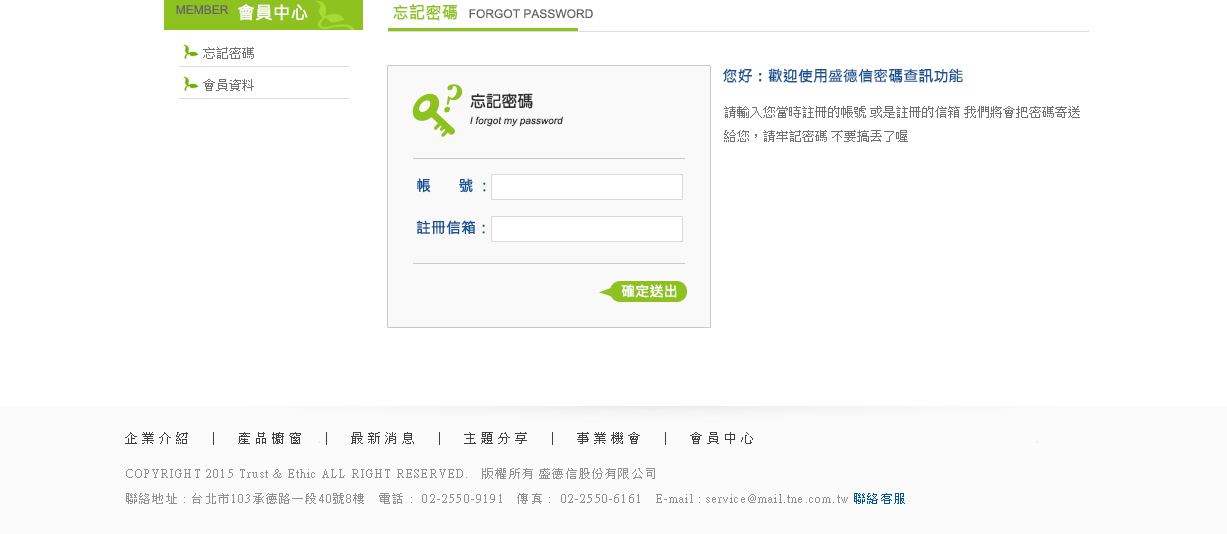 MEMBER 會員中心
忘記密碼
會員資料
忘記密碼 FORGOT PASSWORD
忘記密碼
I forgot my password
帳 號 :
註冊信箱 :
確定送出
您好 : 歡迎使用盛德信密碼查訊功能
請輸入您當時註冊的帳號 或是註冊的信箱 我們將會把密碼寄送
給您，請牢記密碼 不要搞丟了喔
企業介紹 | 產品櫥窗 | 最新消息 | 主題分享 | 事業機會 | 會員中心
COPYRIGHT 2015 Trust & Ethic ALL RIGHT RESERVED. 版權所有 盛德信股份有限公司
聯絡地址 : 台北市103承德路一段40號8樓 電話 : 02-2550-9191 傳真 : 02-2550-6161 E-mail : service@mail.tne.com.tw 聯絡客服